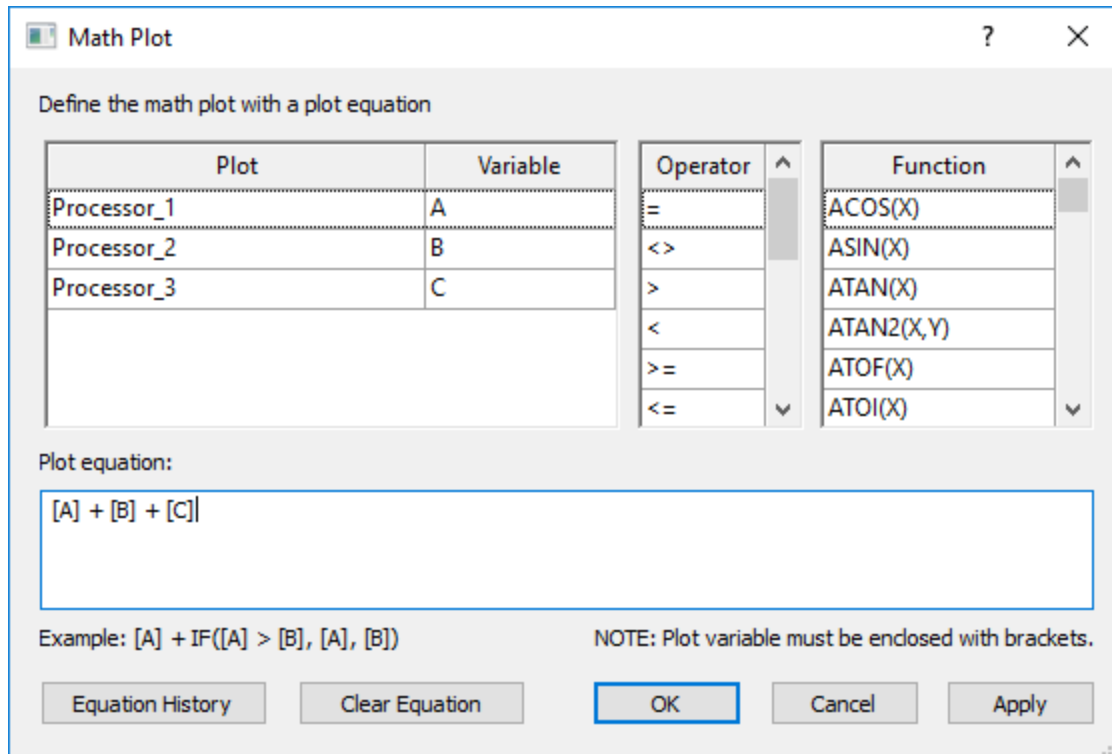 Math Plot ?
Define the math plot with a plot equation
Plot Variable Operator Function
Processor_1 A = ACOS(X)
Processor_2 B <> ASIN(X)
Processor_3 C > ATAN(X)
< ATAN2(X,Y)
>= ATOF(X)
<= ATOI(X)
Plot equation:
[A] + [B] + [C]
Example: [A] + IF([A] > [B], [A], [B]) NOTE: Plot variable must be enclosed with brackets.
Equation History Clear Equation OK Cancel Apply